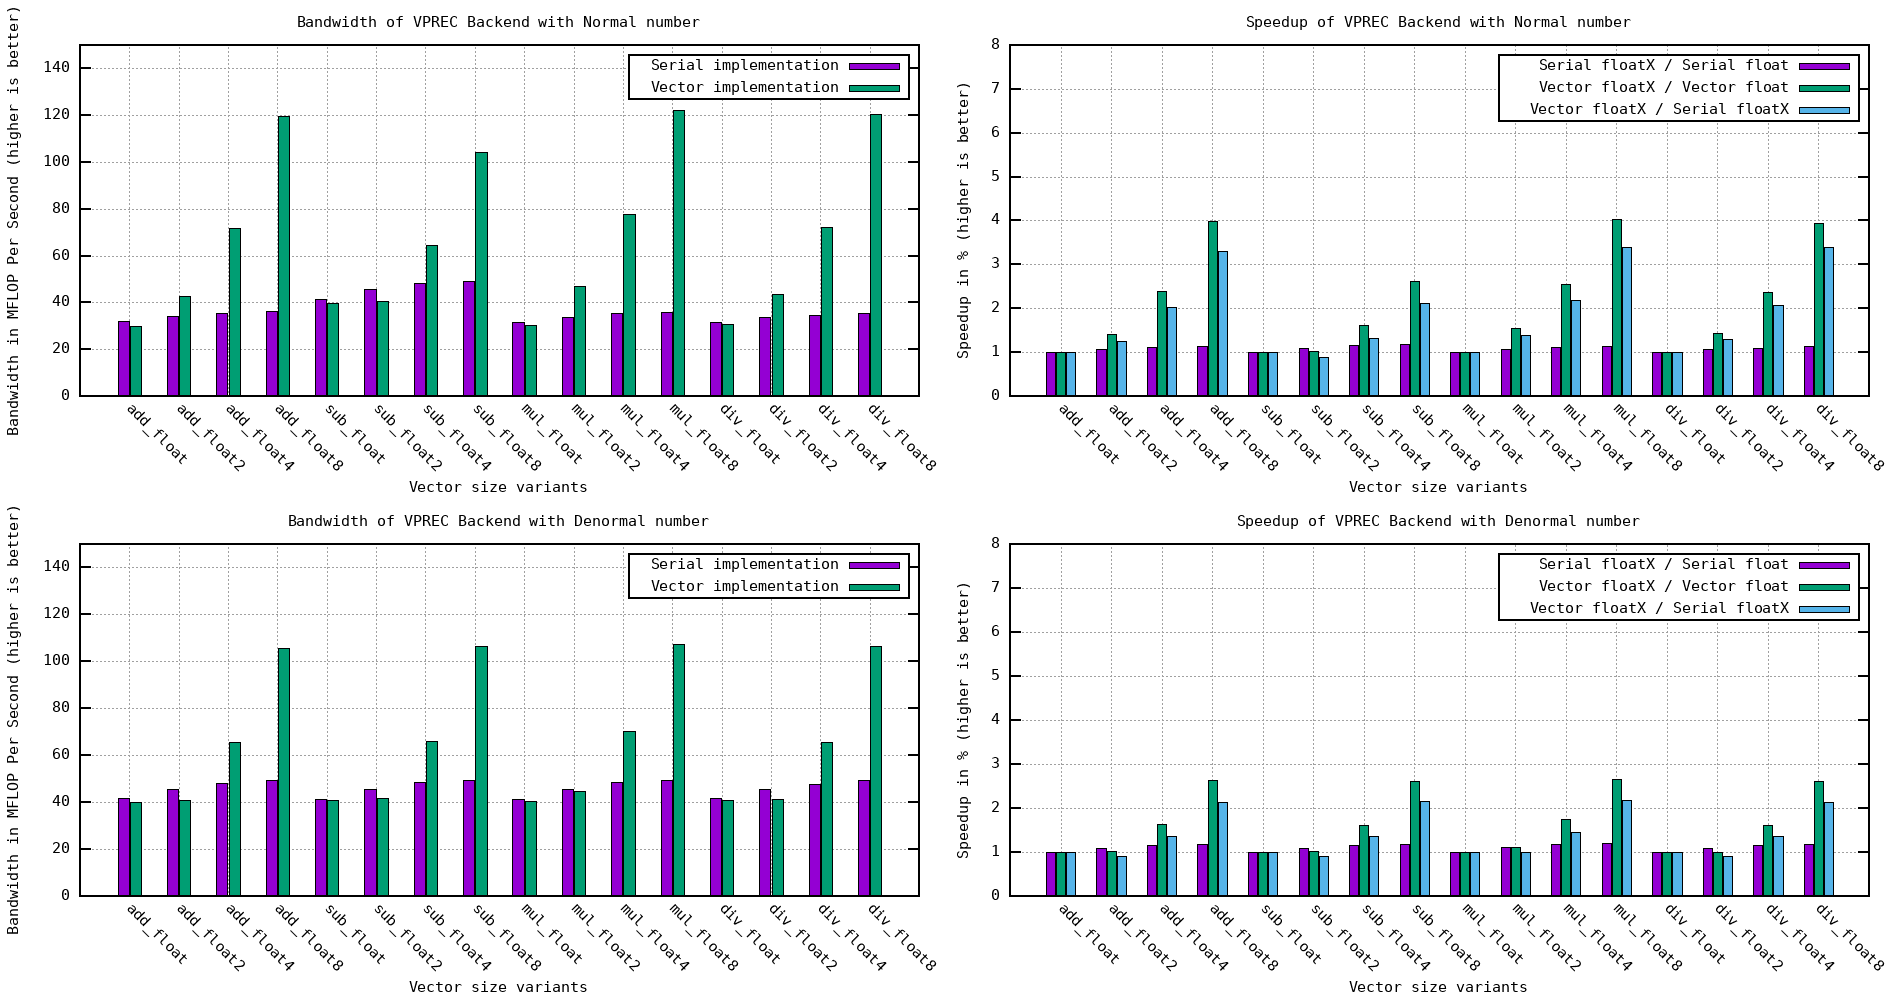 Bandwidth of VPREC Backend with Normal number
Bandwidth in MFLOP Per Second (higher is better)
140
120
100
80
60
40
20
0
Serial implementation
Vector implementation
add_float
add_float2
add_float4
add_float8
sub_float
sub_float2
sub_float4
sub_float8
mul_float
mul_float2
mul_float4
mul_float8
div_float
div_float2
div_float4
div_float8
Vector size variants
Speedup of VPREC Backend with Normal number
Speedup in % (higher is better)
8
7
6
5
4
3
2
1
0
Serial floatX / Serial float
Vector floatX / Vector float
Vector floatX / Serial floatX
add_float
add_float2
add_float4
add_float8
sub_float
sub_float2
sub_float4
sub_float8
mul_float
mul_float2
mul_float4
mul_float8
div_float
div_float2
div_float4
div_float8
Vector size variants
Bandwidth of VPREC Backend with Denormal number
Bandwidth in MFLOP Per Second (higher is better)
140
120
100
80
60
40
20
0
Serial implementation
Vector implementation
add_float
add_float2
add_float4
add_float8
sub_float
sub_float2
sub_float4
sub_float8
mul_float
mul_float2
mul_float4
mul_float8
div_float
div_float2
div_float4
div_float8
Vector size variants
Speedup of VPREC Backend with Denormal number
Speedup in % (higher is better)
8
7
6
5
4
3
2
1
0
Serial floatX / Serial float
Vector floatX / Vector float
Vector floatX / Serial floatX
add_float
add_float2
add_float4
add_float8
sub_float
sub_float2
sub_float4
sub_float8
mul_float
mul_float2
mul_float4
mul_float8
div_float
div_float2
div_float4
div_float8
Vector size variants